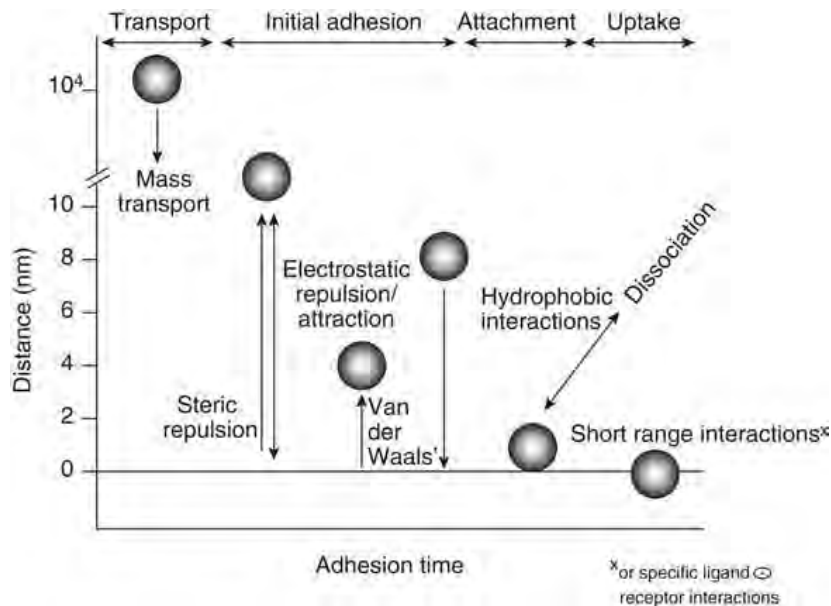 Transport Initial adhesion Attachment Uptake
10⁴
Mass
transport
10
8
6
4
2
0
Distance (nm)
Electrostatic
repulsion/
attraction
Steric
repulsion
Van
der
Waals'
Hydrophobic
interactions
Dissociation
Short range interactionsˣ
Adhesion time
ˣor specific ligand
receptor interactions